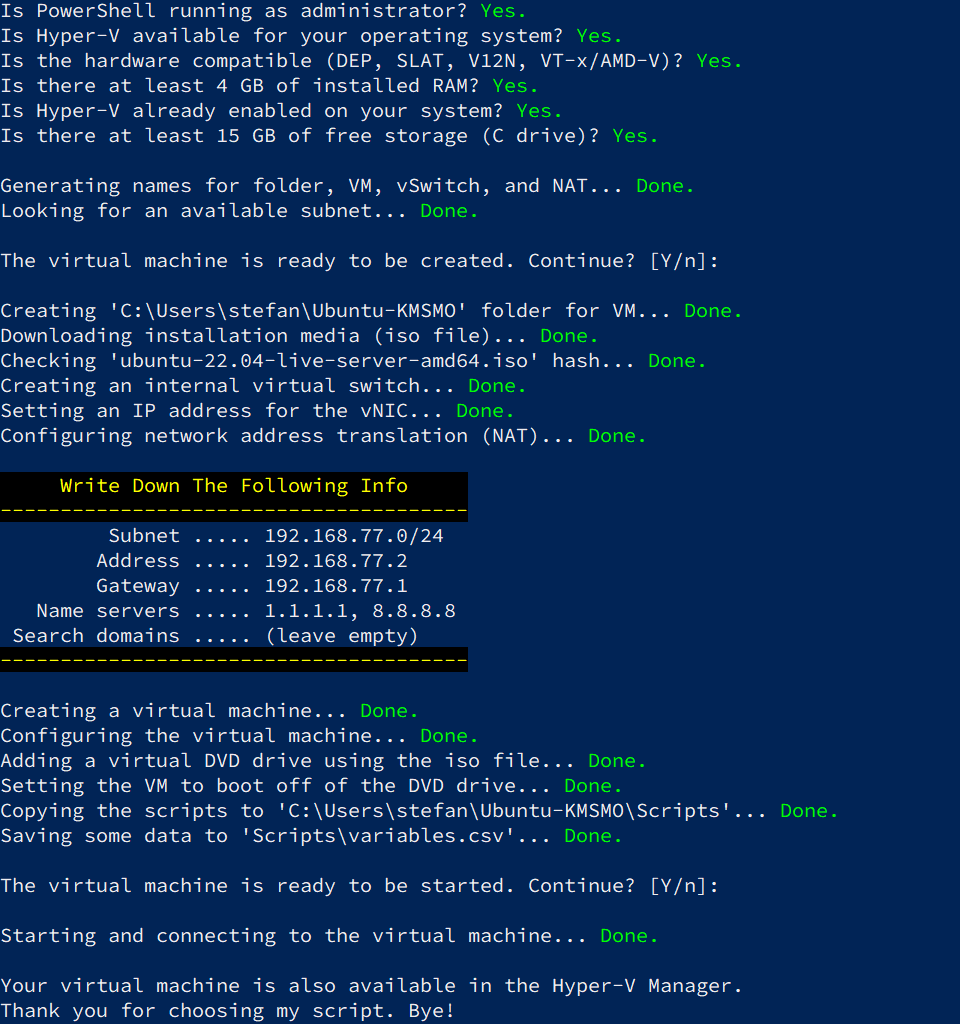 Is PowerShell running as administrator? Yes.
Is Hyper-V available for your operating system? Yes.
Is the hardware compatible (DEP, SLAT, V12N, VT-x/AMD-V)? Yes.
Is there at least 4 GB of installed RAM? Yes.
Is Hyper-V already enabled on your system? Yes.
Is there at least 15 GB of free storage (C drive)? Yes.

Generating names for folder, VM, vSwitch, and NAT... Done.
Looking for an available subnet... Done.

The virtual machine is ready to be created. Continue? [Y/n]:

Creating 'C:\Users\stefan\Ubuntu-KMSMO' folder for VM... Done.
Downloading installation media (iso file)... Done.
Checking 'ubuntu-22.04-live-server-amd64.iso' hash... Done.
Creating an internal virtual switch... Done.
Setting an IP address for the vNIC... Done.
Configuring network address translation (NAT)... Done.

     Write Down The Following Info
---------------------------------------
         Subnet ..... 192.168.77.0/24
        Address ..... 192.168.77.2
        Gateway ..... 192.168.77.1
   Name servers ..... 1.1.1.1, 8.8.8.8
 Search domains ..... (leave empty)
---------------------------------------

Creating a virtual machine... Done.
Configuring the virtual machine... Done.
Adding a virtual DVD drive using the iso file... Done.
Setting the VM to boot off of the DVD drive... Done.
Copying the scripts to 'C:\Users\stefan\Ubuntu-KMSMO\Scripts'... Done.
Saving some data to 'Scripts\variables.csv'... Done.

The virtual machine is ready to be started. Continue? [Y/n]:

Starting and connecting to the virtual machine... Done.

Your virtual machine is also available in the Hyper-V Manager.
Thank you for choosing my script. Bye!